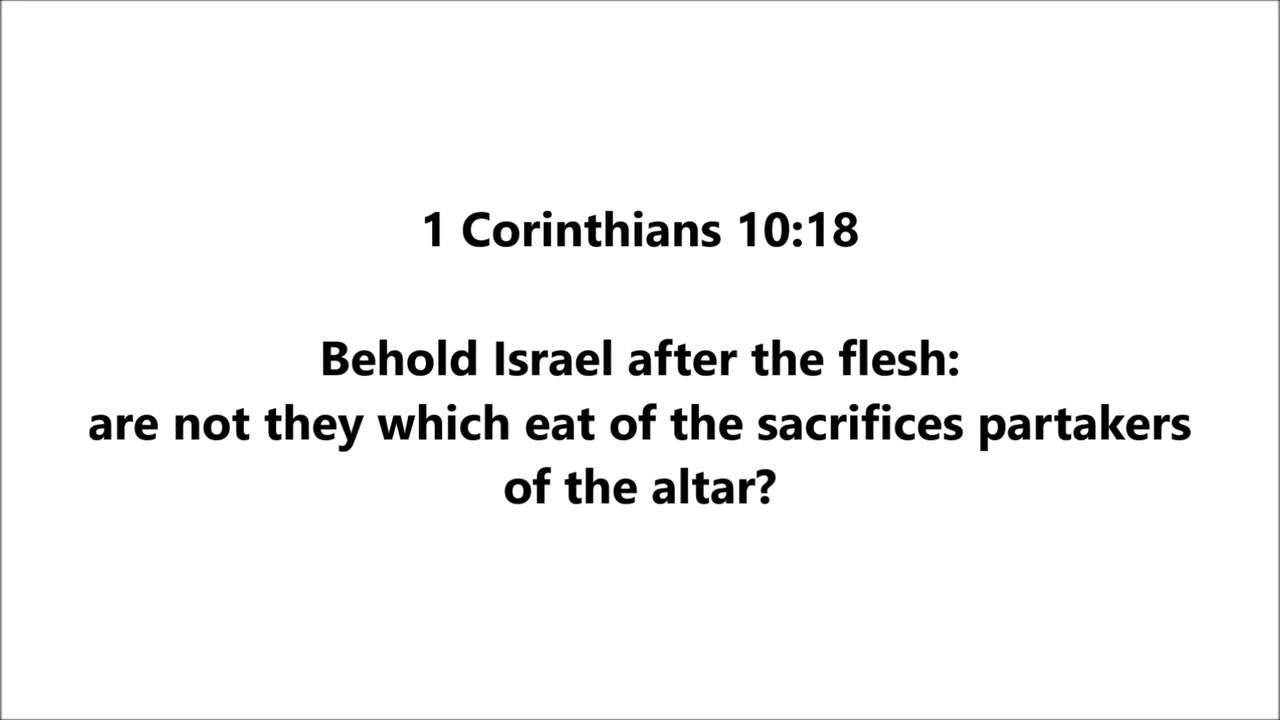 1 Corinthians 10:18
Behold Israel after the flesh:
are not they which eat of the sacrifices partakers
of the altar?